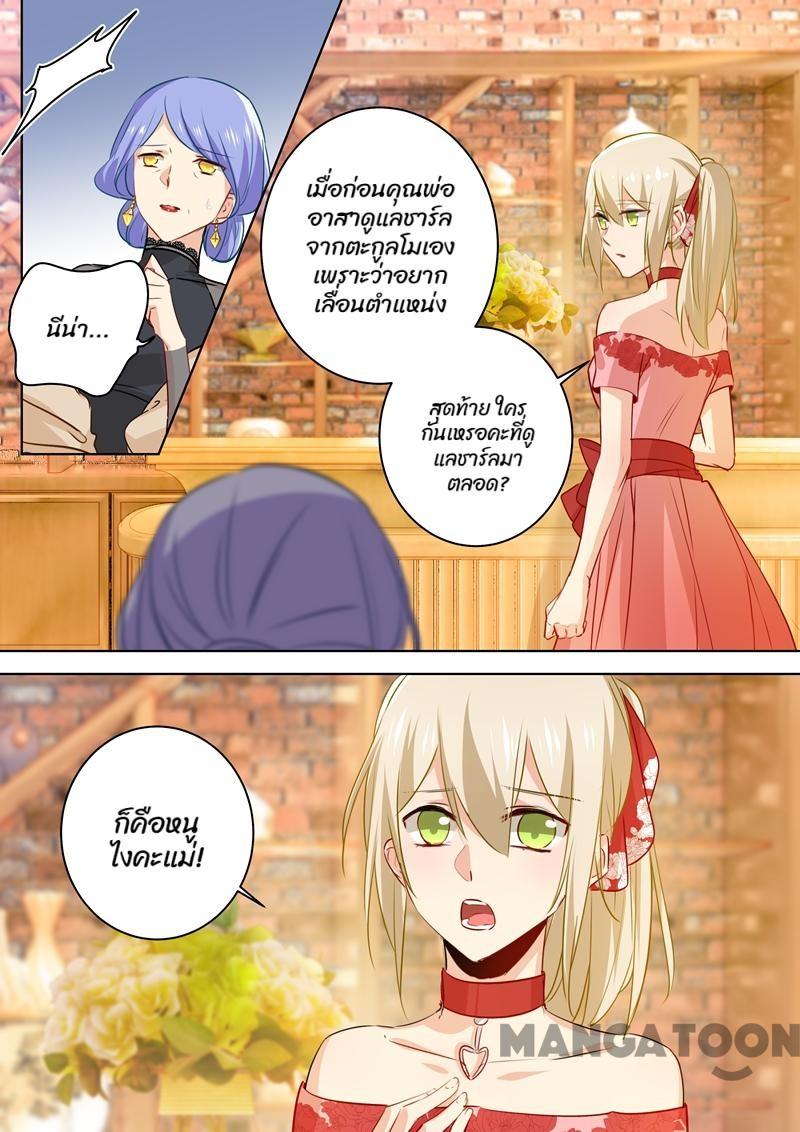 นีน่า...
เมื่อก่อนคุณพ่อ
อาสาดูแลชาร์ล
จากตะกูลโมเอง
เพราะว่าอยาก
เลื่อนตำแหน่ง
สุดท้าย ใคร
กันเหรอคะที่ดู
แลชาร์ลมา
ตลอด?
ก็คือหนู
ไงคะแม่!
MANGATOON